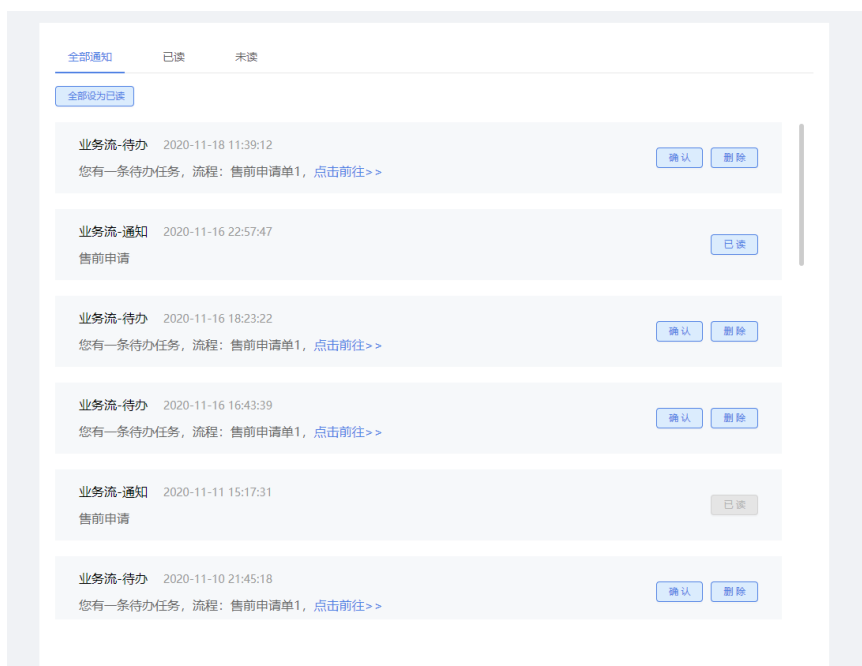 全部通知 已读 未读
全部设为已读
业务流-待办 2020-11-18 11:39:12
您有一条待办任务，流程：售前申请单1，点击前往>>
确认 删除
业务流-通知 2020-11-16 22:57:47
售前申请
已读
业务流-待办 2020-11-16 18:23:22
您有一条待办任务，流程：售前申请单1，点击前往>>
确认 删除
业务流-待办 2020-11-16 16:43:39
您有一条待办任务，流程：售前申请单1，点击前往>>
确认 删除
业务流-通知 2020-11-11 15:17:31
售前申请
已读
业务流-待办 2020-11-10 21:45:18
您有一条待办任务，流程：售前申请单1，点击前往>>
确认 删除